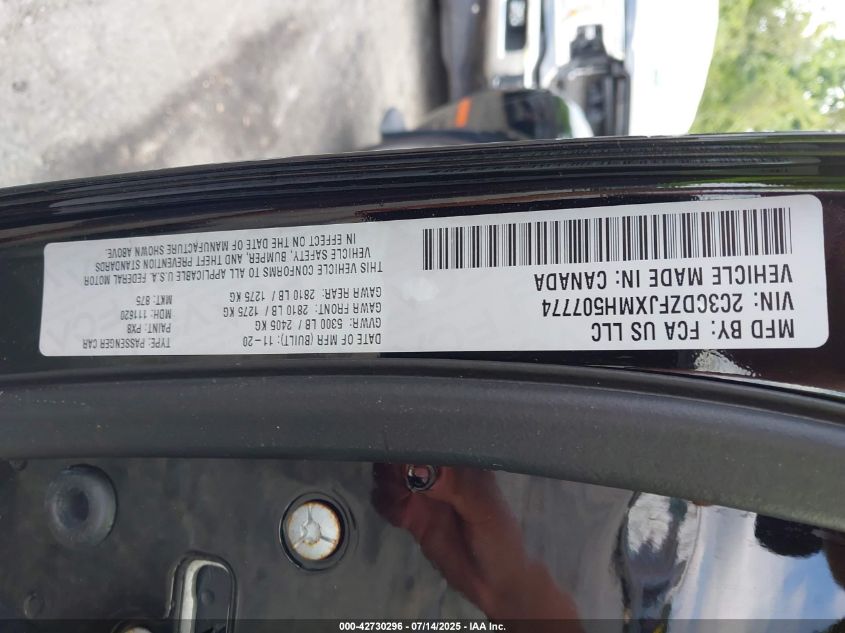 MFD BY: FCA US LLC
VIN: 2C3CDZFJXMH507774
VEHICLE MADE IN: CANADA
DATE OF MFR (BUILT): 11-20
GVWR: 5300 LB / 2405 KG
GAWR FRONT: 2810 LB / 1275 KG
GAWR REAR: 2810 LB / 1275 KG
TYPE: PASSENGER CAR
PAINT: PX8
MDH: 111620
MKT: 875
THIS VEHICLE CONFORMS TO ALL APPLICABLE U.S.A. FEDERAL MOTOR
VEHICLE SAFETY, BUMPER, AND THEFT PREVENTION STANDARDS
IN EFFECT ON THE DATE OF MANUFACTURE SHOWN ABOVE.
000-42730296 - 07/14/2025 - IAA Inc.